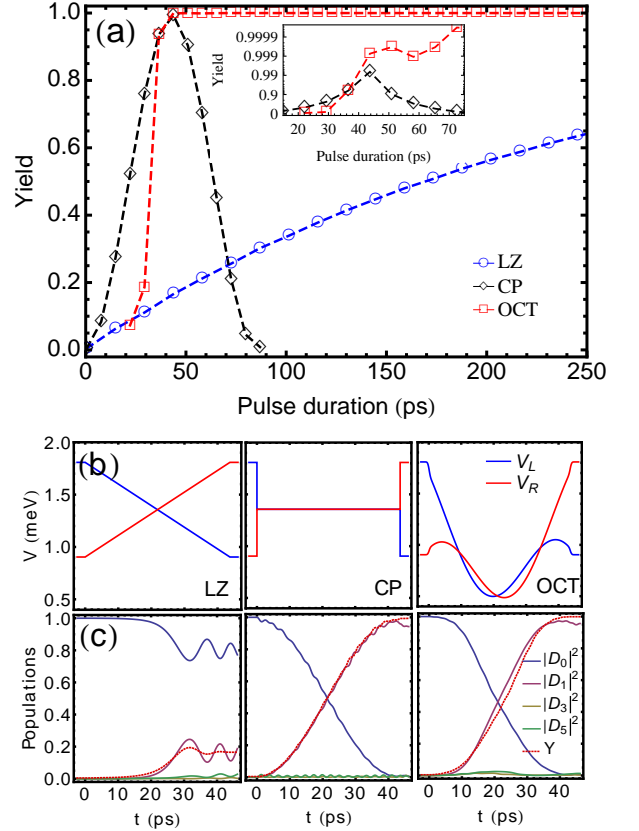 (a)
1.0
0.8
0.6
0.4
0.2
0.0
Yield
0 50 100 150 200 250
Pulse duration (ps)
0.9999
0.999
0.99
0.9
0
Yield
20 30 40 50 60 70
Pulse duration (ps)
LZ
CP
OCT
(b)
2.0
1.5
1.0
0.5
V (meV)
LZ
CP
V_L
V_R
OCT
(c)
1.0
0.8
0.6
0.4
0.2
0.0
Populations
|D_0|^2
|D_1|^2
|D_3|^2
|D_5|^2
Y
0 10 20 30 40
0 10 20 30 40
0 10 20 30 40
t (ps)
t (ps)
t (ps)